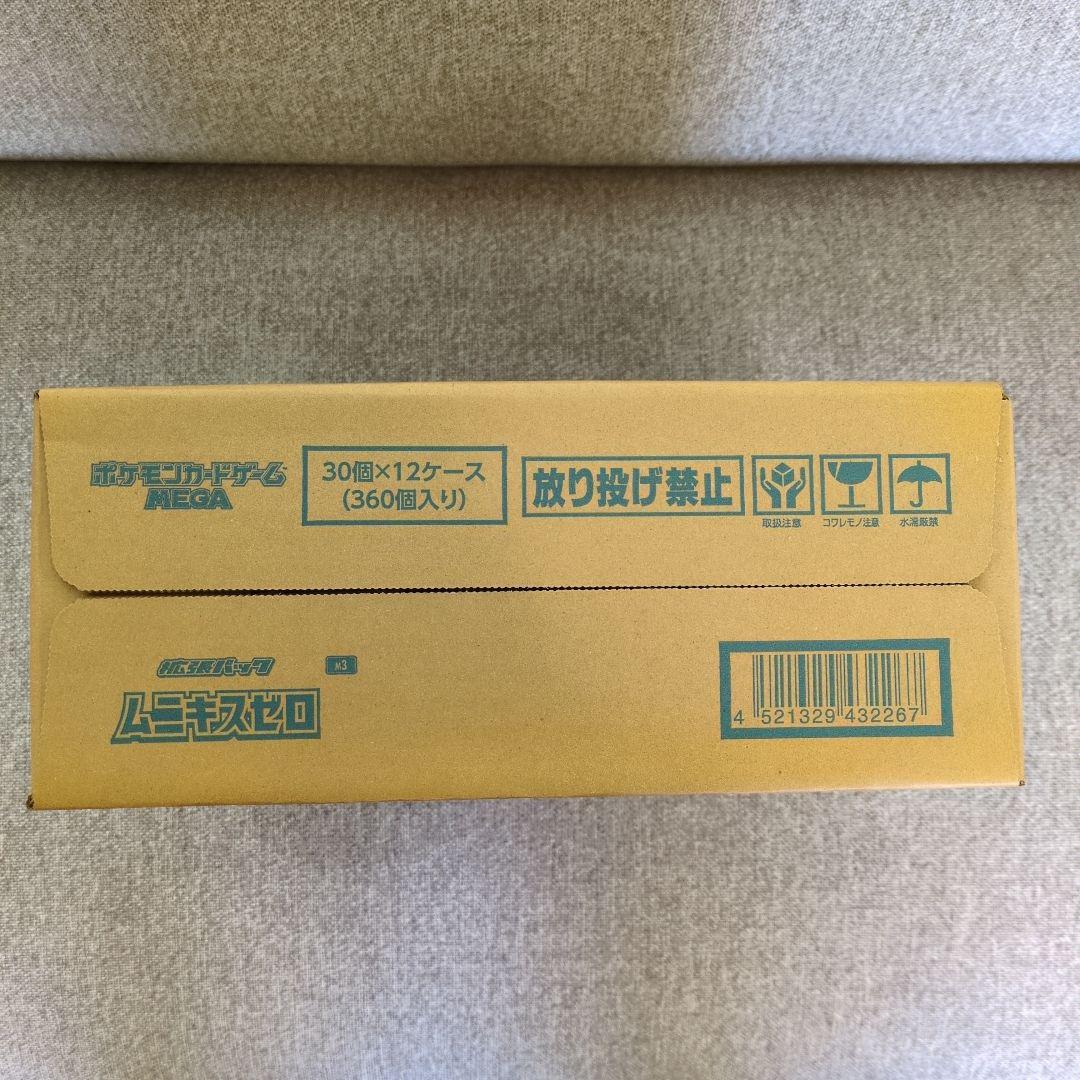 ポケモンカードゲーム
MEGA
30個×12ケース
(360個入り)
放り投げ禁止
取扱注意
コワレモノ注意
水濡厳禁
拡張パック
M3
ムニキスゼロ
4 521329 432267